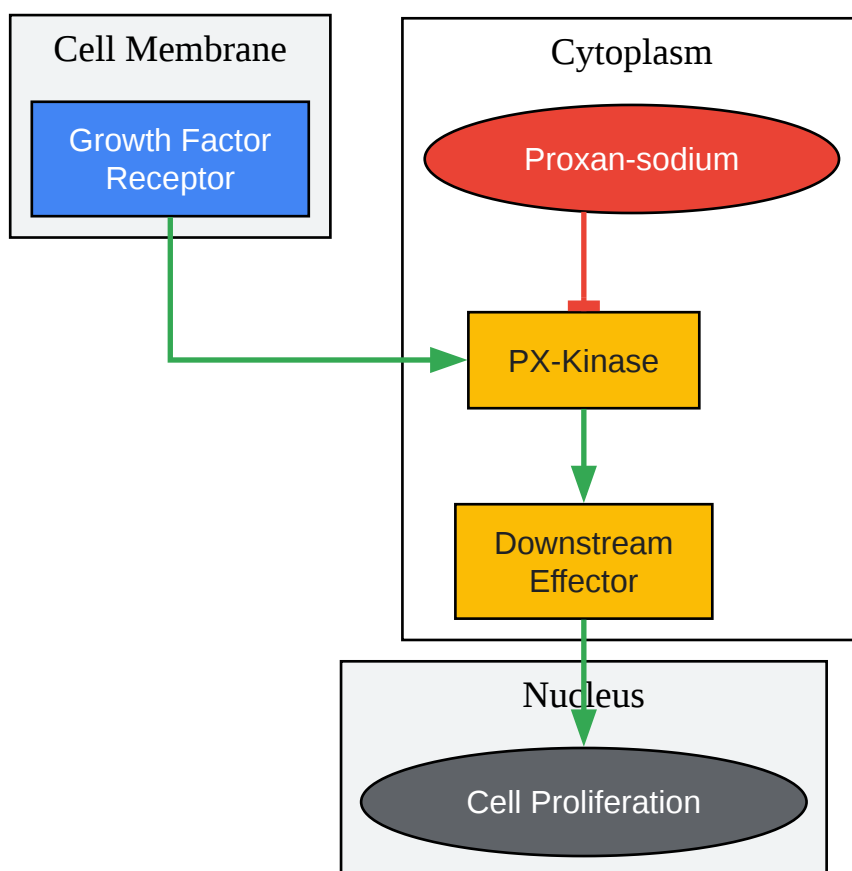 Cell Membrane
Growth Factor
Receptor
Cytoplasm
Proxan-sodium
PX-Kinase
Downstream
Effector
Nucleus
Cell Proliferation